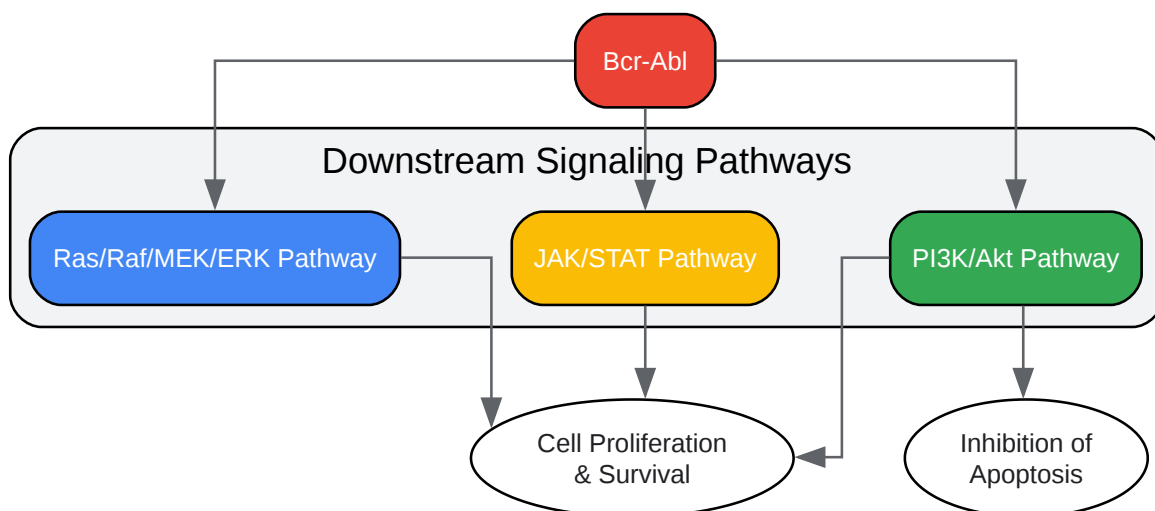 Bcr-Abl
Downstream Signaling Pathways
Ras/Raf/MEK/ERK Pathway
JAK/STAT Pathway
PI3K/Akt Pathway
Cell Proliferation
& Survival
Inhibition of
Apoptosis